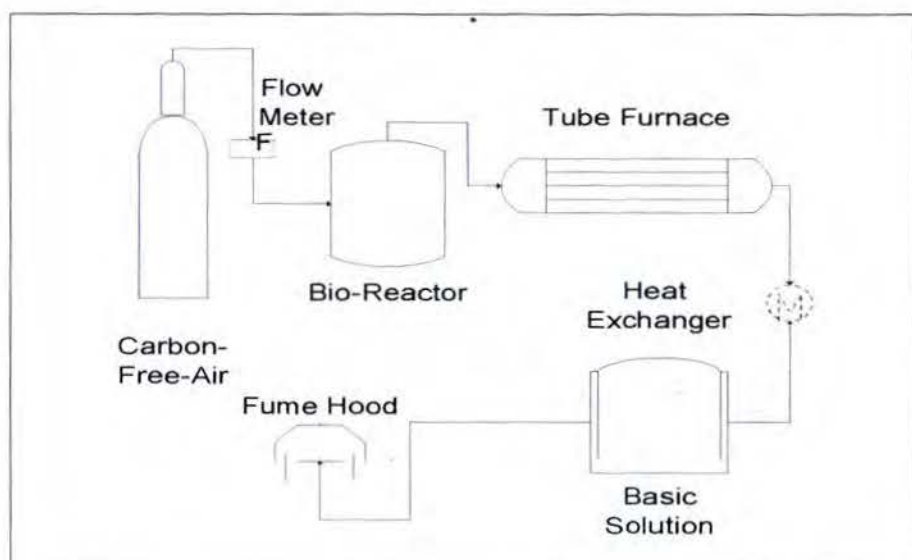 Flow
Meter
F
Tube Furnace
Bio-Reactor
Heat
Exchanger
Carbon-
Free-Air
Fume Hood
Basic
Solution